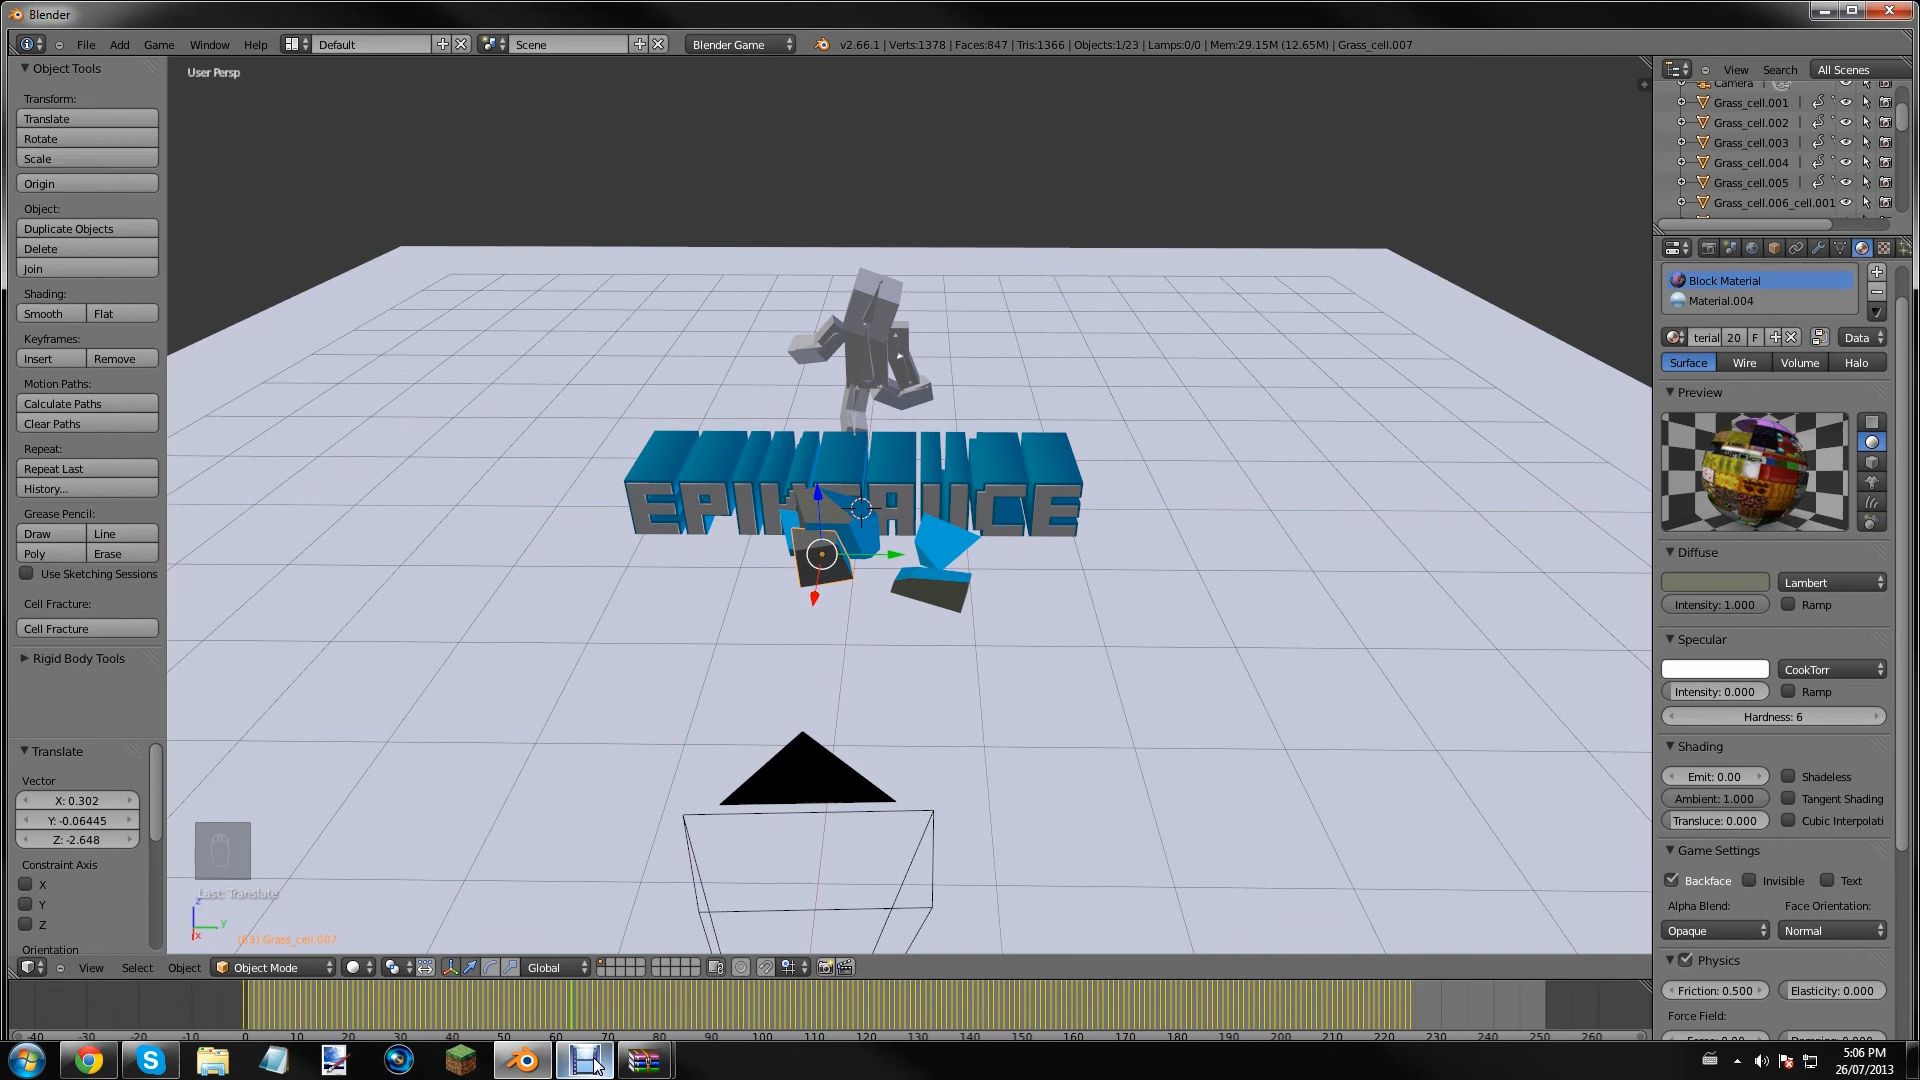 Blender
File Add Game Window Help Default Scene Blender Game v2.66.1 | Verts:1378 | Faces:847 | Tris:1366 | Objects:1/23 | Lamps:0/0 | Mem:29.15M (12.65M) | Grass_cell.007
Object Tools
Transform:
Translate
Rotate
Scale
Origin
Object:
Duplicate Objects
Delete
Join
Shading:
Smooth Flat
Keyframes:
Insert Remove
Motion Paths:
Calculate Paths
Clear Paths
Repeat:
Repeat Last
History...
Grease Pencil:
Draw Line
Poly Erase
Use Sketching Sessions
Cell Fracture:
Cell Fracture
Rigid Body Tools
Translate
Vector
X: 0.302
Y: -0.06445
Z: -2.648
Constraint Axis
X
Y
Z
Orientation
User Persp
Last: Translate
z
y
x
(63) Grass_cell.007
View Select Object Object Mode Global
-40 -30 -20 -10 0 10 20 30 40 50 60 70 80 90 100 110 120 130 140 150 160 170 180 190 200 210 220 230 240 250 260
View Search All Scenes
Camera
Grass_cell.001
Grass_cell.002
Grass_cell.003
Grass_cell.004
Grass_cell.005
Grass_cell.006_cell.001
Block Material
Material.004
terial 20 F Data
Surface Wire Volume Halo
Preview
Diffuse
Lambert
Intensity: 1.000 Ramp
Specular
CookTorr
Intensity: 0.000 Ramp
Hardness: 6
Shading
Emit: 0.00 Shadeless
Ambient: 1.000 Tangent Shading
Transluce: 0.000 Cubic Interpolati
Game Settings
Backface Invisible Text
Alpha Blend: Face Orientation:
Opaque Normal
Physics
Friction: 0.500 Elasticity: 0.000
Force Field:
5:06 PM
26/07/2013